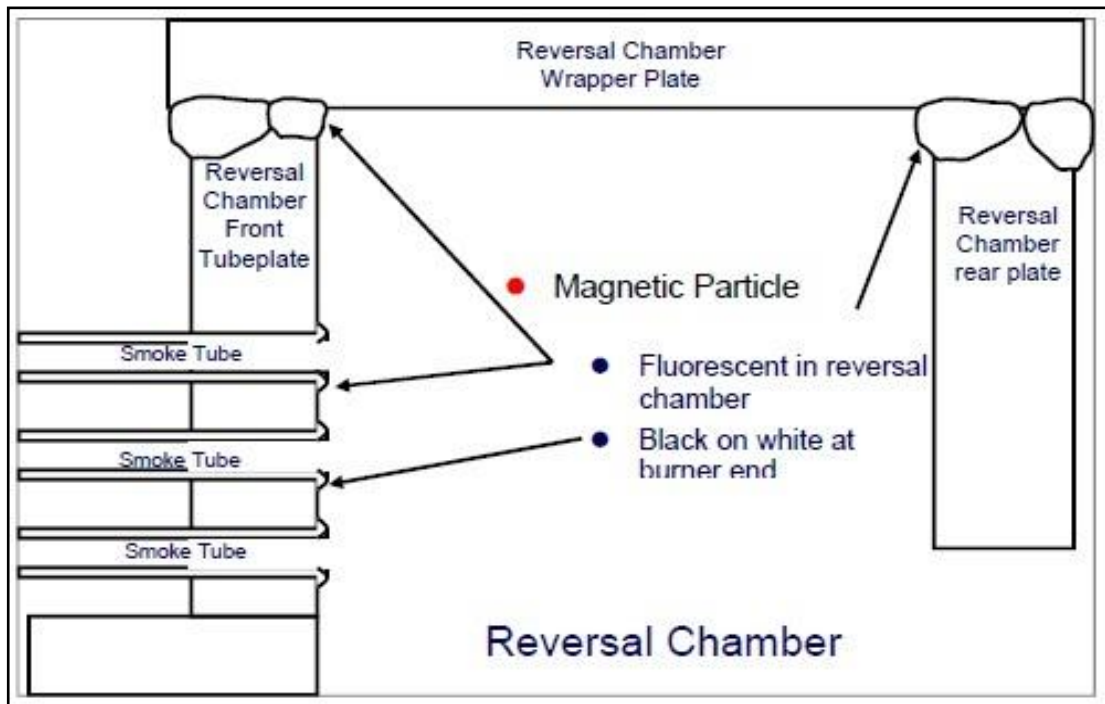 Reversal Chamber
Wrapper Plate
Reversal
Chamber
Front
Tubeplate
Reversal
Chamber
rear plate
• Magnetic Particle
Smoke Tube
• Fluorescent in reversal
chamber
• Black on white at
burner end
Smoke Tube
Smoke Tube
Reversal Chamber